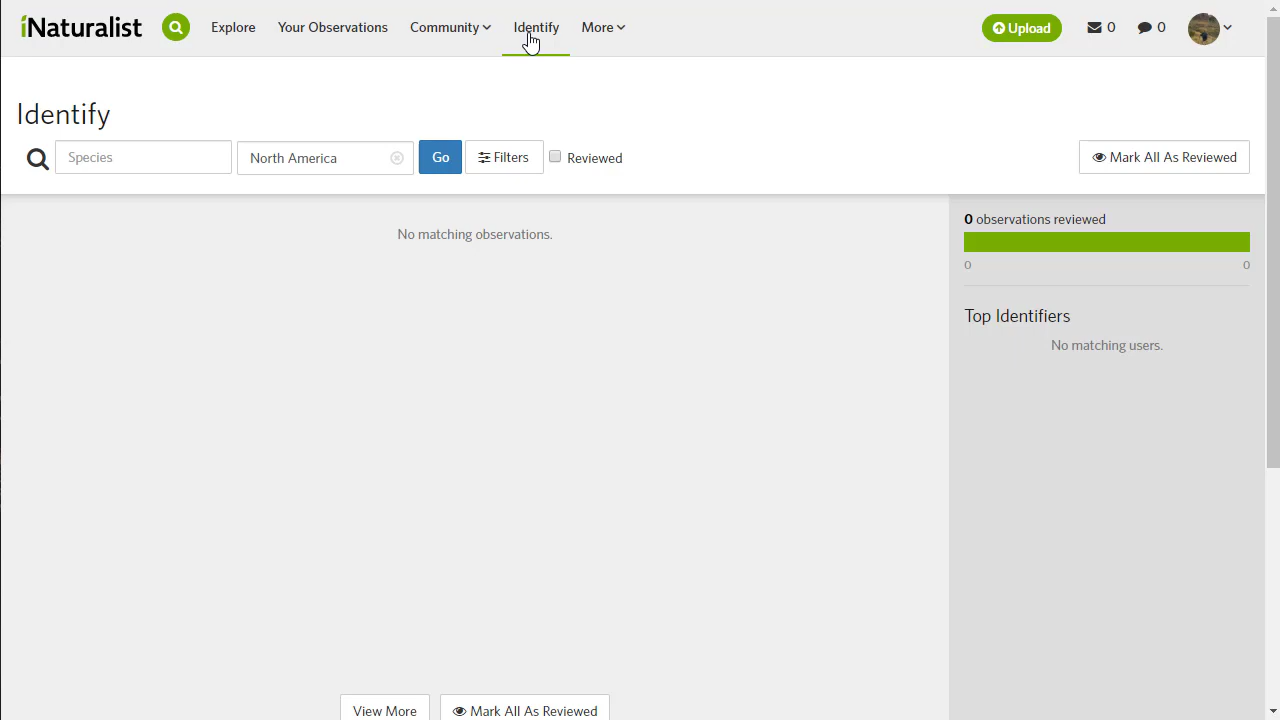 iNaturalist Explore Your Observations Community Identify More Upload 0 0
Identify
Species North America Go Filters Reviewed Mark All As Reviewed
No matching observations.
0 observations reviewed
0 0
Top Identifiers
No matching users.
View More Mark All As Reviewed